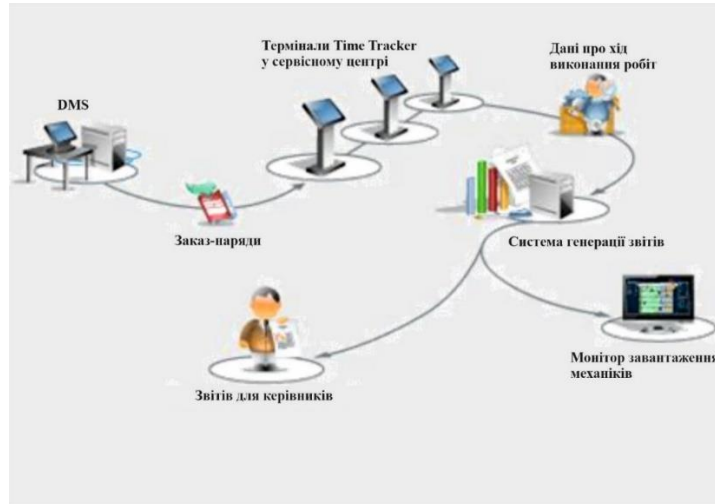 Термінали Time Tracker
у сервісному центрі
Дані про хід
виконання робіт
DMS
Заказ-наряди
Система генерації звітів
Звітів для керівників
Монітор завантаження
механіків